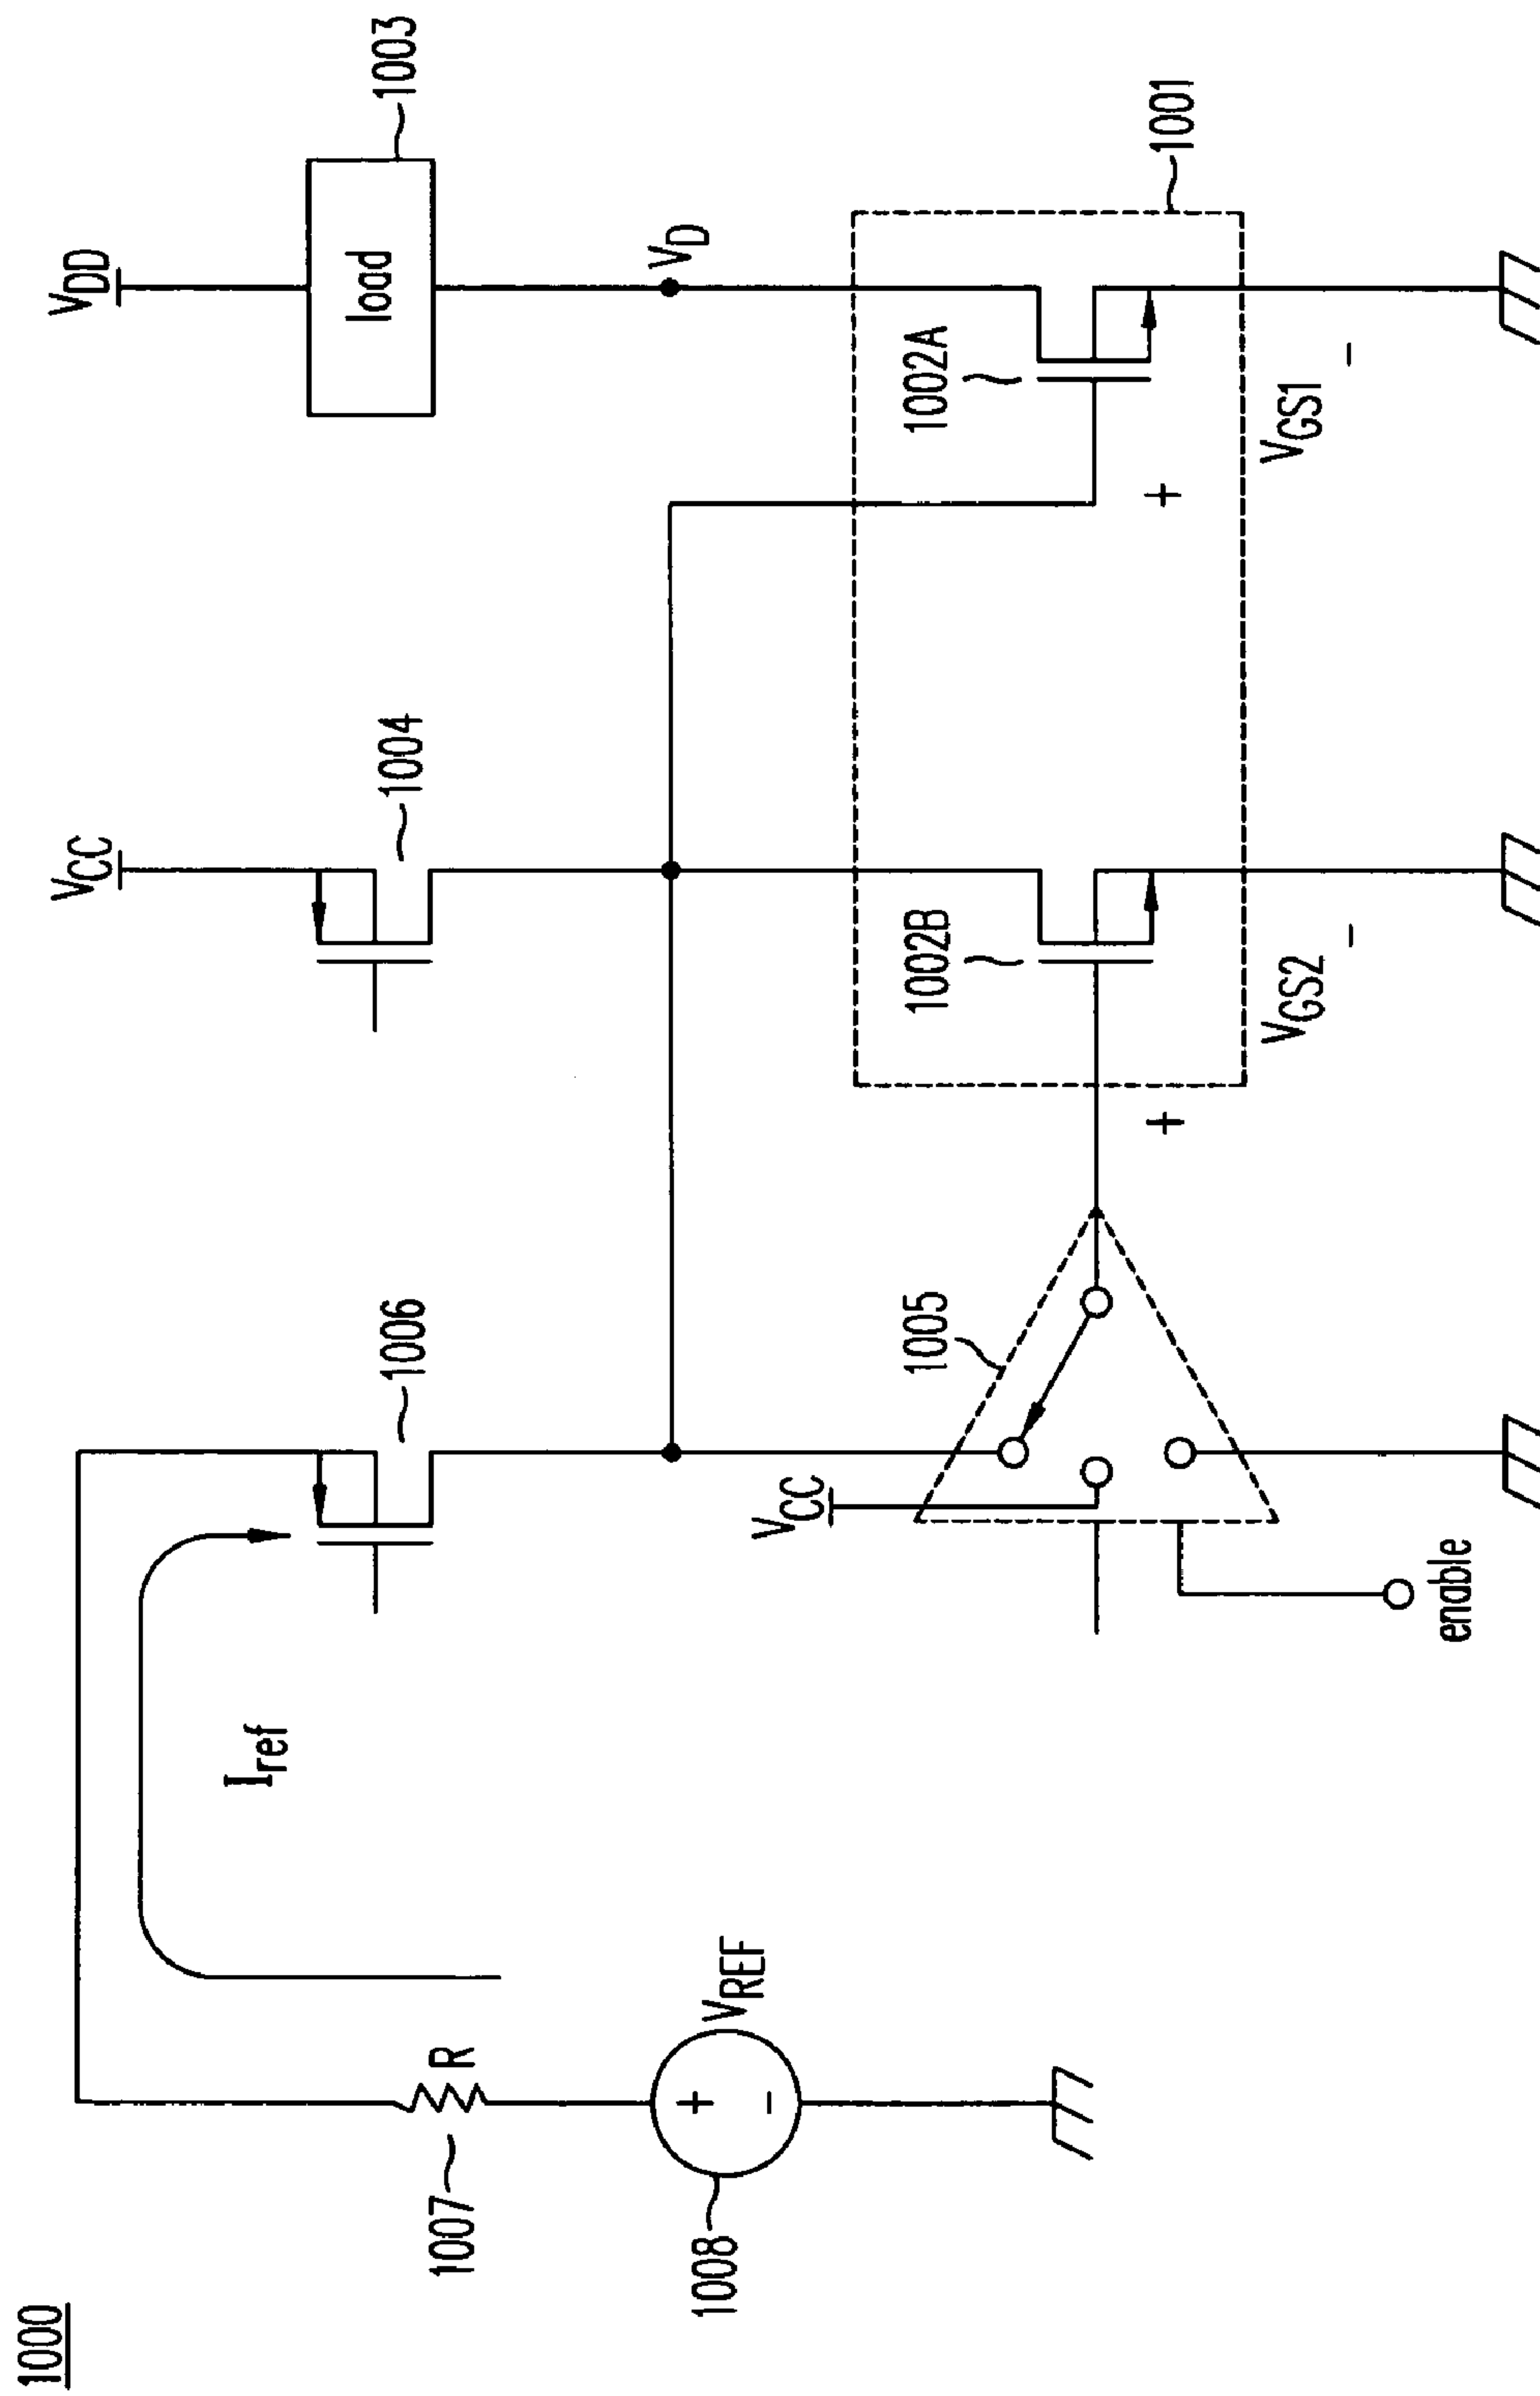 1000
V_DD
1003
load
V_D
V_CC
1004
1006
I_ref
R
1007
V_REF
+
-
1008
1002A
1001
1002B
+
V_GS1
-
+
V_GS2
-
1005
V_CC
enable